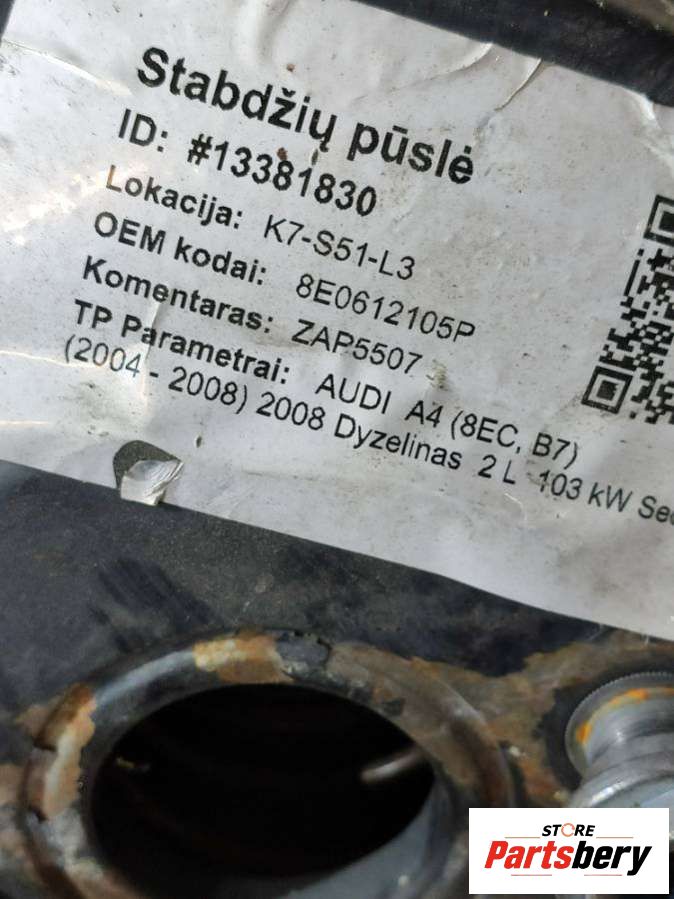 Stabdžių pūslė
ID: #13381830
Lokacija: K7-S51-L3
OEM kodai: 8E0612105P
Komentaras: ZAP5507
TP Parametrai: AUDI A4 (8EC, B7)
(2004 - 2008) 2008 Dyzelinas 2 L 103 kW
STORE
Partsbery